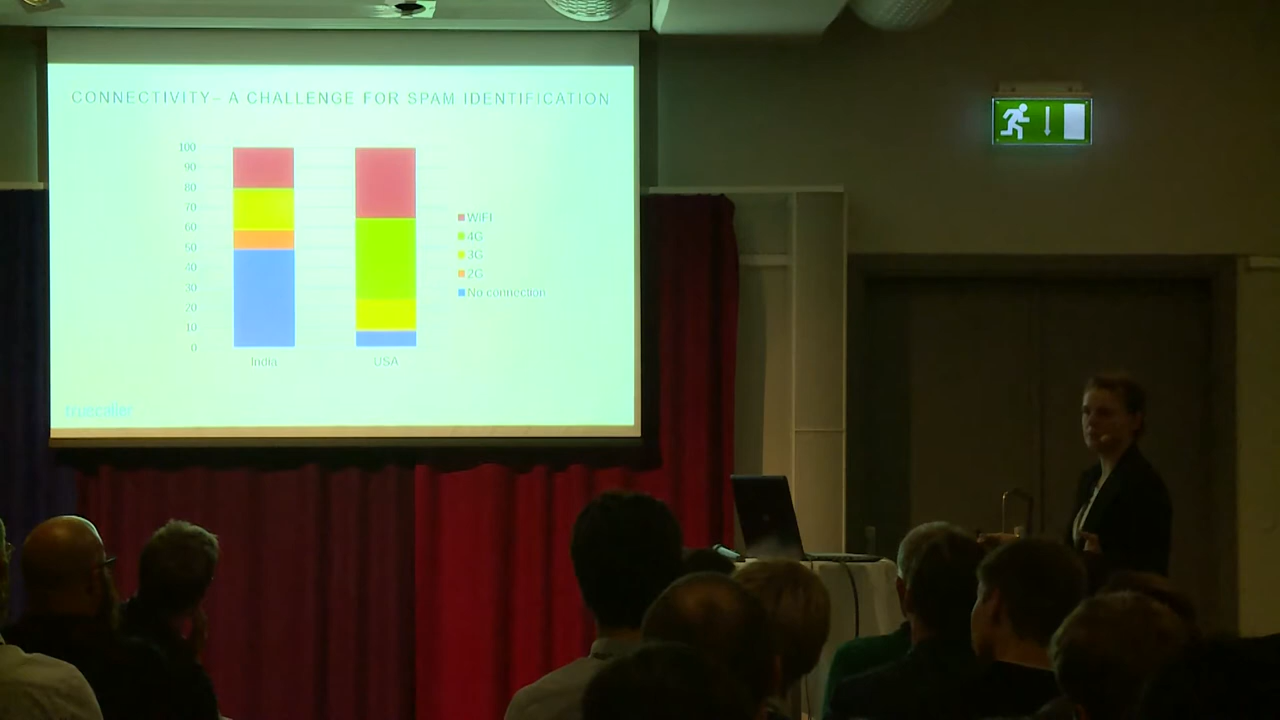 CONNECTIVITY– A CHALLENGE FOR SPAM IDENTIFICATION
100
90
80
70
60
50
40
30
20
10
0
India
USA
WiFI
4G
3G
2G
No connection
truecaller